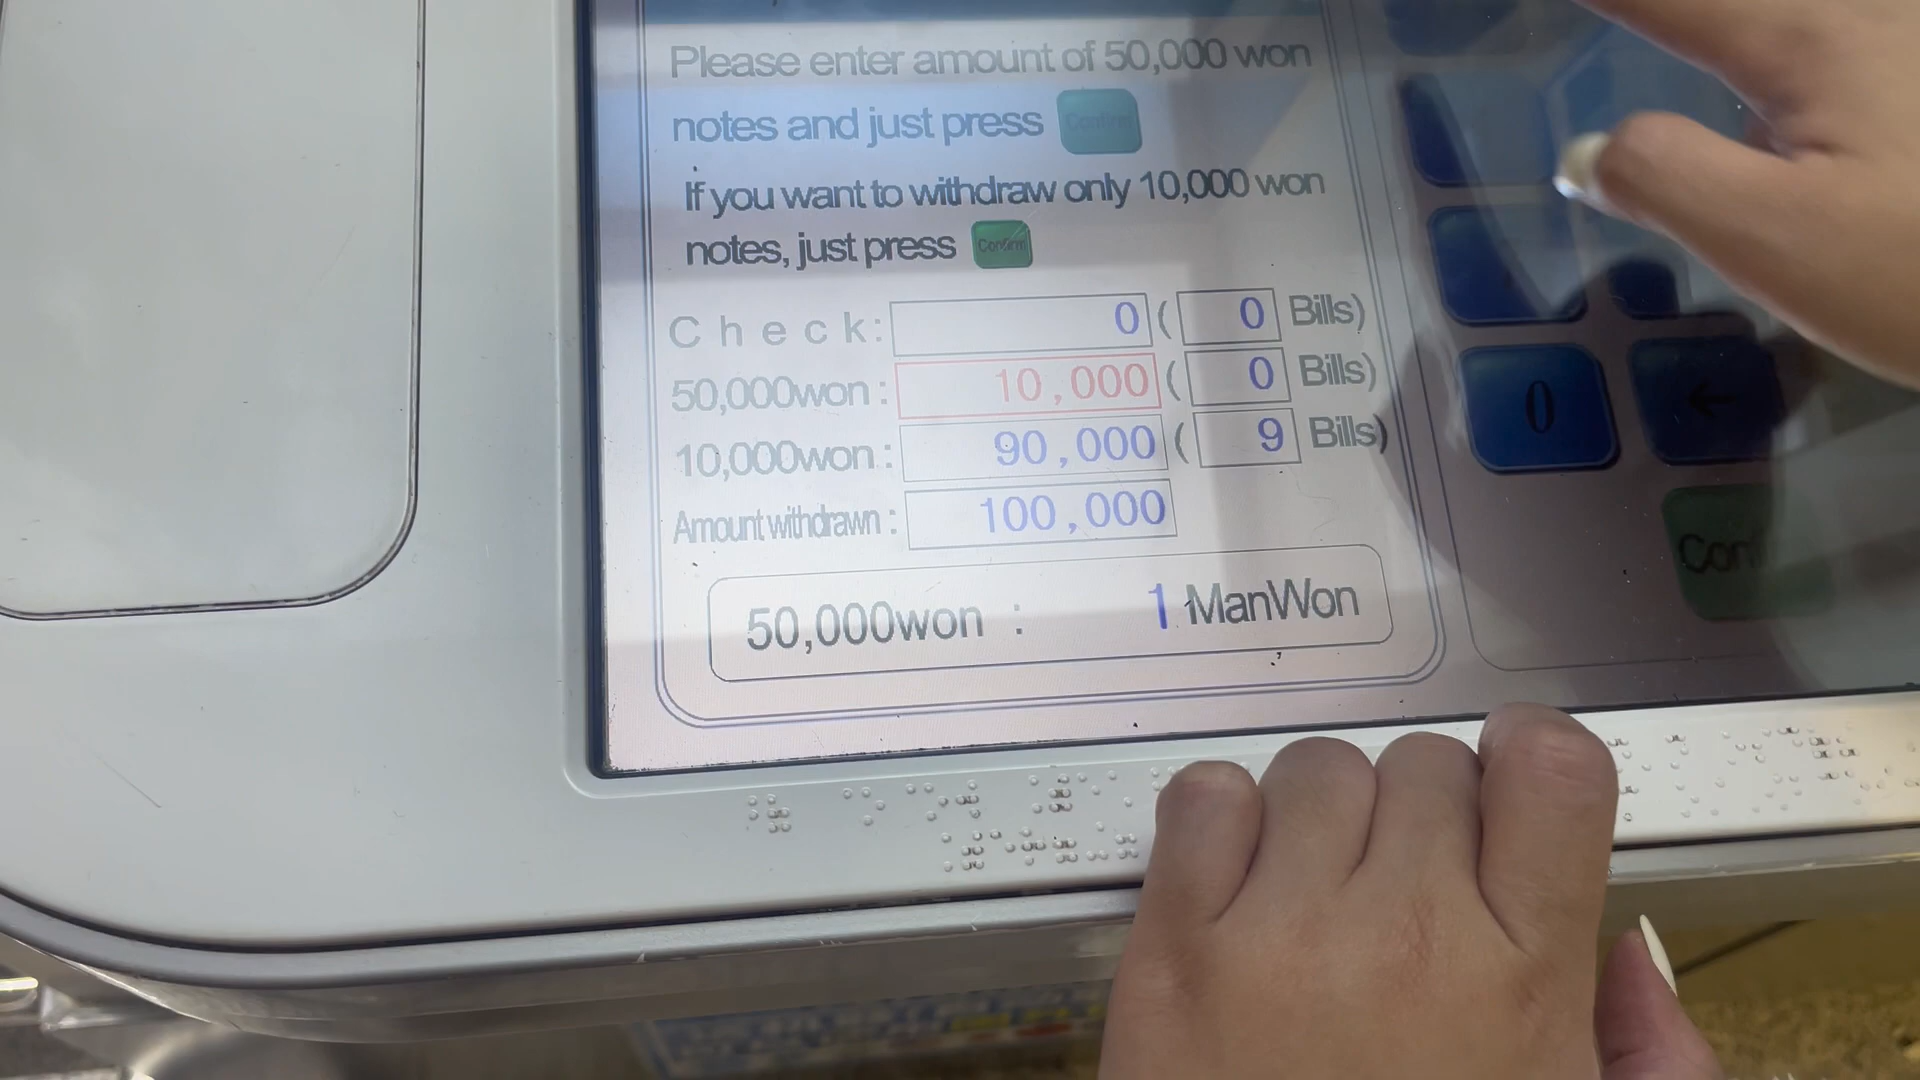 Please enter amount of 50,000 won
notes and just press Confirm
If you want to withdraw only 10,000 won
notes, just press Confirm
Check: 0 ( 0 Bills)
50,000won : 10,000 ( 0 Bills)
10,000won : 90,000 ( 9 Bills)
Amount withdrawn : 100,000
50,000won : 1 ManWon
0 ←